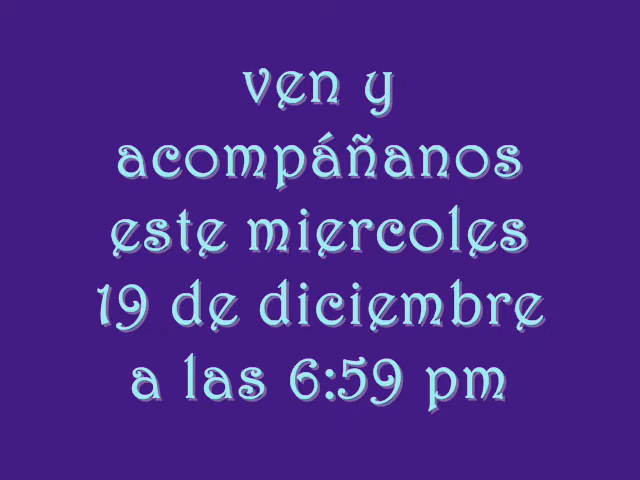 ven y
acompáñanos
este miercoles
19 de diciembre
a las 6:59 pm